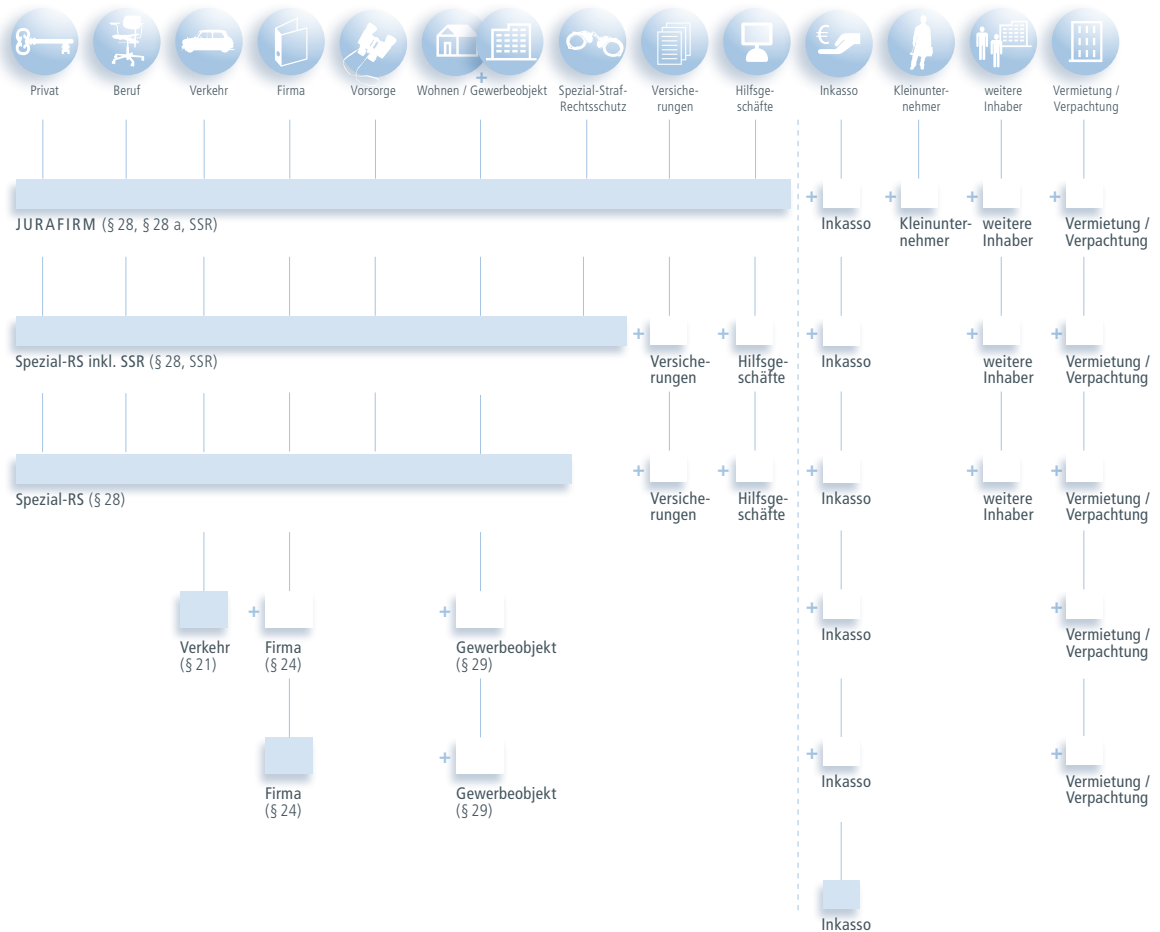 Privat
Beruf
Verkehr
Firma
Vorsorge
Wohnen / Gewerbeobjekt
+
Spezial-Straf-
Rechtsschutz
Versiche-
rungen
Hilfsge-
schäfte
€
Inkasso
Kleinunter-
nehmer
weitere
Inhaber
Vermietung /
Verpachtung
JURAFIRM (§ 28, § 28 a, SSR)
+
Inkasso
+
Kleinunter-
nehmer
+
weitere
Inhaber
+
Vermietung /
Verpachtung
Spezial-RS inkl. SSR (§ 28, SSR)
+
Versiche-
rungen
+
Hilfsge-
schäfte
+
Inkasso
+
weitere
Inhaber
+
Vermietung /
Verpachtung
Spezial-RS (§ 28)
+
Versiche-
rungen
+
Hilfsge-
schäfte
+
Inkasso
+
weitere
Inhaber
+
Vermietung /
Verpachtung
Verkehr
(§ 21)
+
Firma
(§ 24)
+
Gewerbeobjekt
(§ 29)
+
Inkasso
+
Vermietung /
Verpachtung
Firma
(§ 24)
+
Gewerbeobjekt
(§ 29)
+
Inkasso
+
Vermietung /
Verpachtung
Inkasso